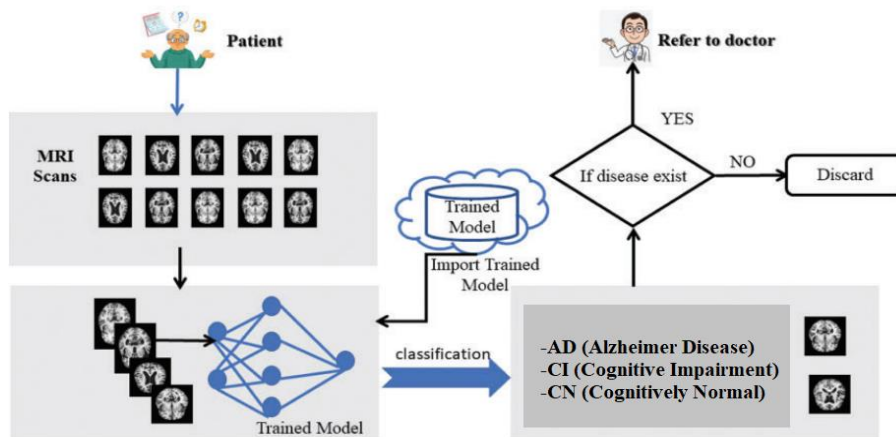 Patient
Refer to doctor
MRI
Scans
YES
If disease exist
NO
Discard
Trained
Model
Import Trained
Model
classification
-AD (Alzheimer Disease)
-CI (Cognitive Impairment)
-CN (Cognitively Normal)
Trained Model